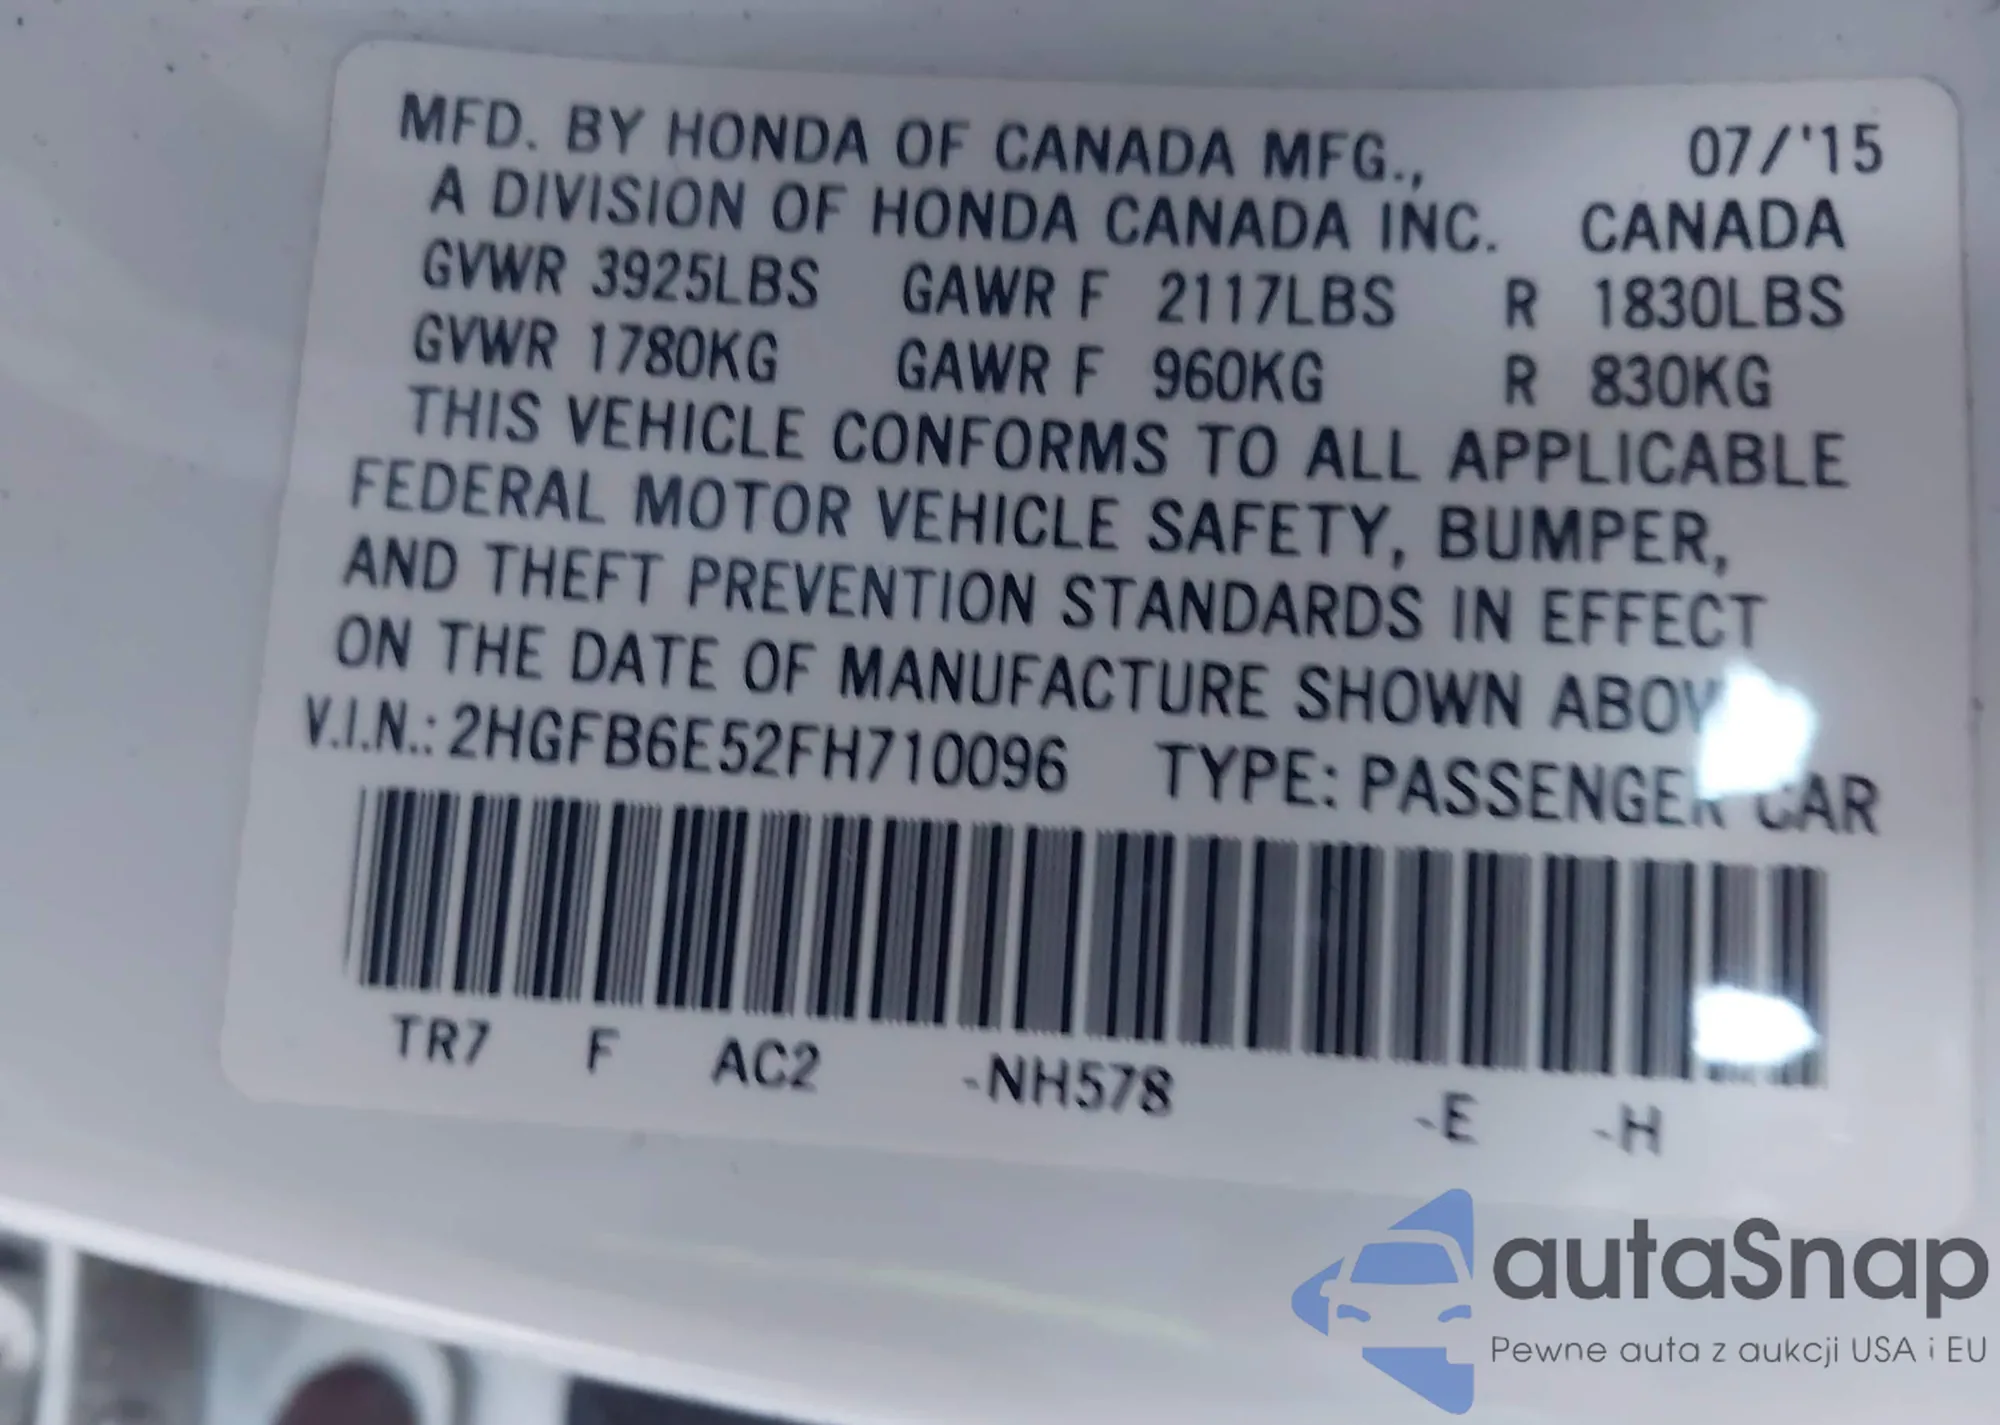 MFD. BY HONDA OF CANADA MFG., 07/'15
A DIVISION OF HONDA CANADA INC. CANADA
GVWR 3925LBS GAWR F 2117LBS R 1830LBS
GVWR 1780KG GAWR F 960KG R 830KG
THIS VEHICLE CONFORMS TO ALL APPLICABLE
FEDERAL MOTOR VEHICLE SAFETY, BUMPER,
AND THEFT PREVENTION STANDARDS IN EFFECT
ON THE DATE OF MANUFACTURE SHOWN ABOV
V.I.N.: 2HGFB6E52FH710096 TYPE: PASSENGER CAR
TR7 F AC2 -NH578 -E -H
autaSnap
Pewne auta z aukcji USA i EU